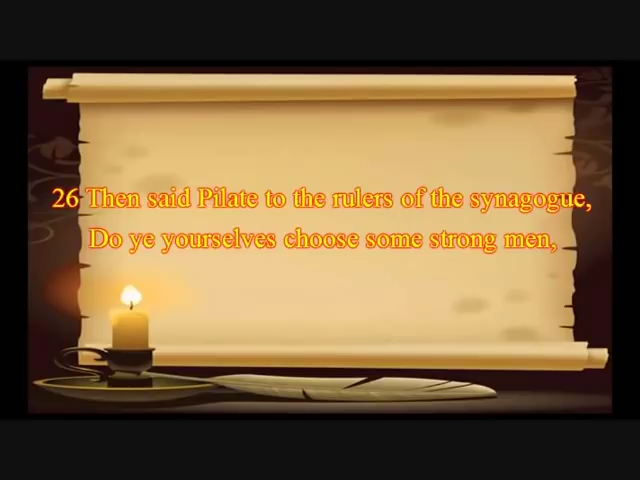 26 Then said Pilate to the rulers of the synagogue,
Do ye yourselves choose some strong men,